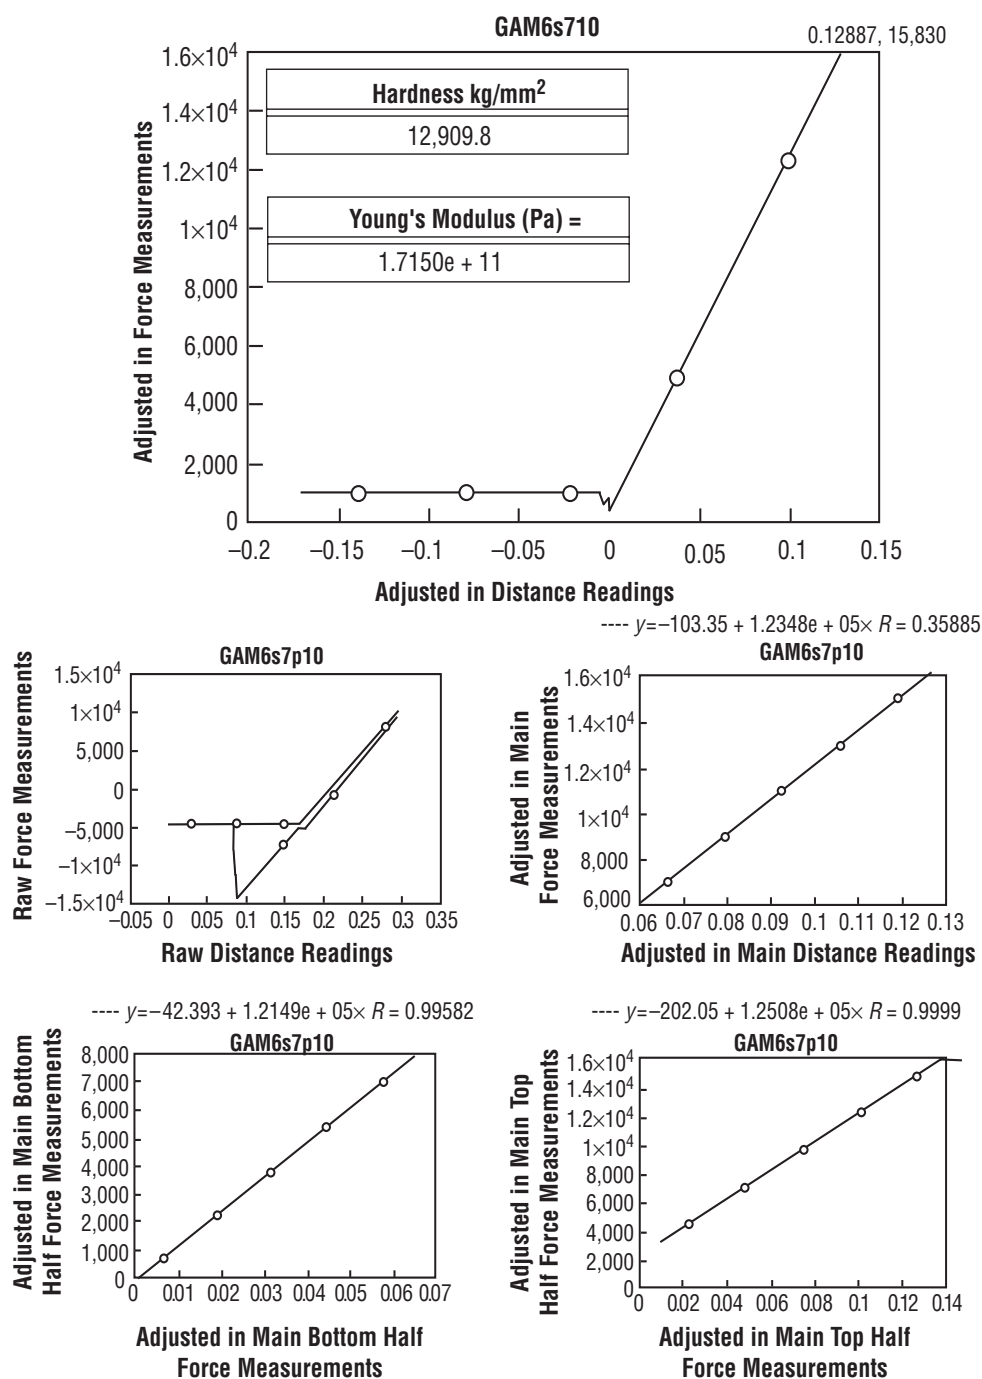 GAM6s710
0.12887, 15,830
Adjusted in Force Measurements
1.6×10⁴
1.4×10⁴
1.2×10⁴
1×10⁴
8,000
6,000
4,000
2,000
0
Hardness kg/mm²
12,909.8
Young's Modulus (Pa) =
1.7150e + 11
–0.2 –0.15 –0.1 –0.05 0 0.05 0.1 0.15
Adjusted in Distance Readings
GAM6s7p10
Raw Force Measurements
1.5×10⁴
1×10⁴
5,000
0
–5,000
–1×10⁴
–1.5×10⁴
–0.05 0 0.05 0.1 0.15 0.2 0.25 0.3 0.35
Raw Distance Readings
---- y=–103.35 + 1.2348e + 05× R = 0.35885
GAM6s7p10
Adjusted in Main
Force Measurements
1.6×10⁴
1.4×10⁴
1.2×10⁴
1×10⁴
8,000
6,000
0.06 0.07 0.08 0.09 0.1 0.11 0.12 0.13
Adjusted in Main Distance Readings
---- y=–42.393 + 1.2149e + 05× R = 0.99582
GAM6s7p10
Adjusted in Main Bottom
Half Force Measurements
8,000
7,000
6,000
5,000
4,000
3,000
2,000
1,000
0
0 0.01 0.02 0.03 0.04 0.05 0.06 0.07
Adjusted in Main Bottom Half
Force Measurements
---- y=–202.05 + 1.2508e + 05× R = 0.9999
GAM6s7p10
Adjusted in Main Top
Half Force Measurements
1.6×10⁴
1.4×10⁴
1.2×10⁴
1×10⁴
8,000
6,000
4,000
2,000
0
0 0.02 0.04 0.06 0.08 0.1 0.12 0.14
Adjusted in Main Top Half
Force Measurements